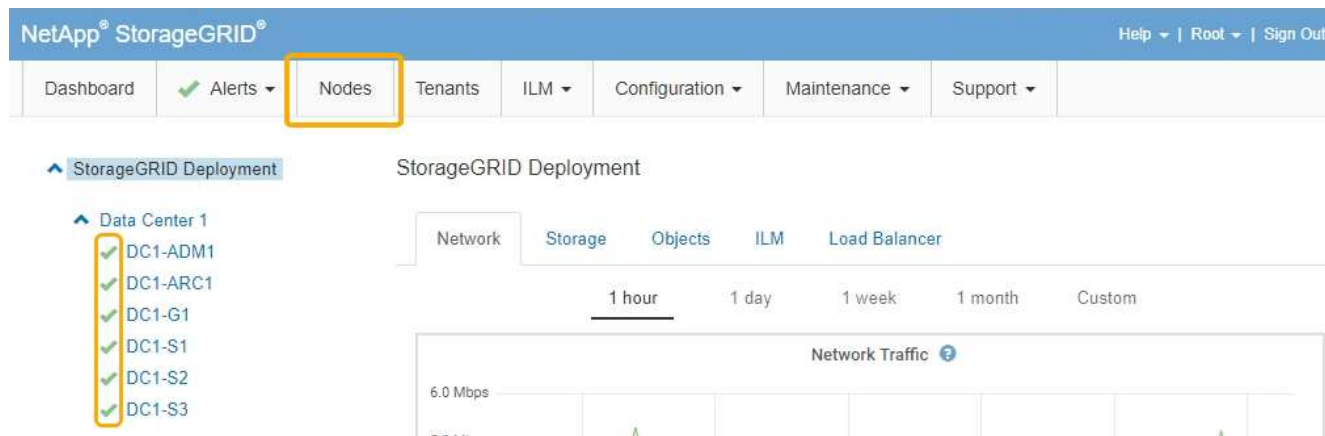 NetApp® StorageGRID®
Help | Root | Sign Out
Dashboard Alerts Nodes Tenants ILM Configuration Maintenance Support
StorageGRID Deployment
StorageGRID Deployment
Data Center 1
Network Storage Objects ILM Load Balancer
DC1-ADM1
DC1-ARC1
DC1-G1
DC1-S1
DC1-S2
DC1-S3
1 hour 1 day 1 week 1 month Custom
Network Traffic
6.0 Mbps